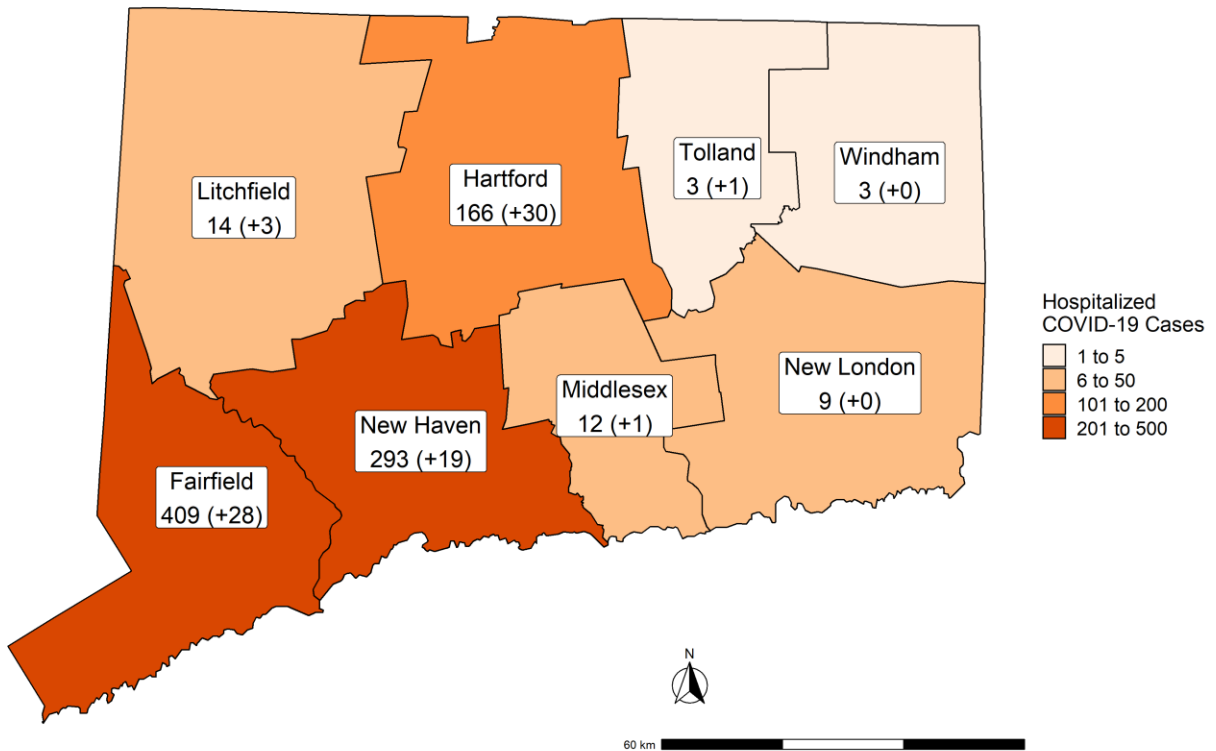 Litchfield
14 (+3)
Hartford
166 (+30)
Tolland
3 (+1)
Windham
3 (+0)
Fairfield
409 (+28)
New Haven
293 (+19)
Middlesex
12 (+1)
New London
9 (+0)
Hospitalized
COVID-19 Cases
1 to 5
6 to 50
101 to 200
201 to 500
N
60 km